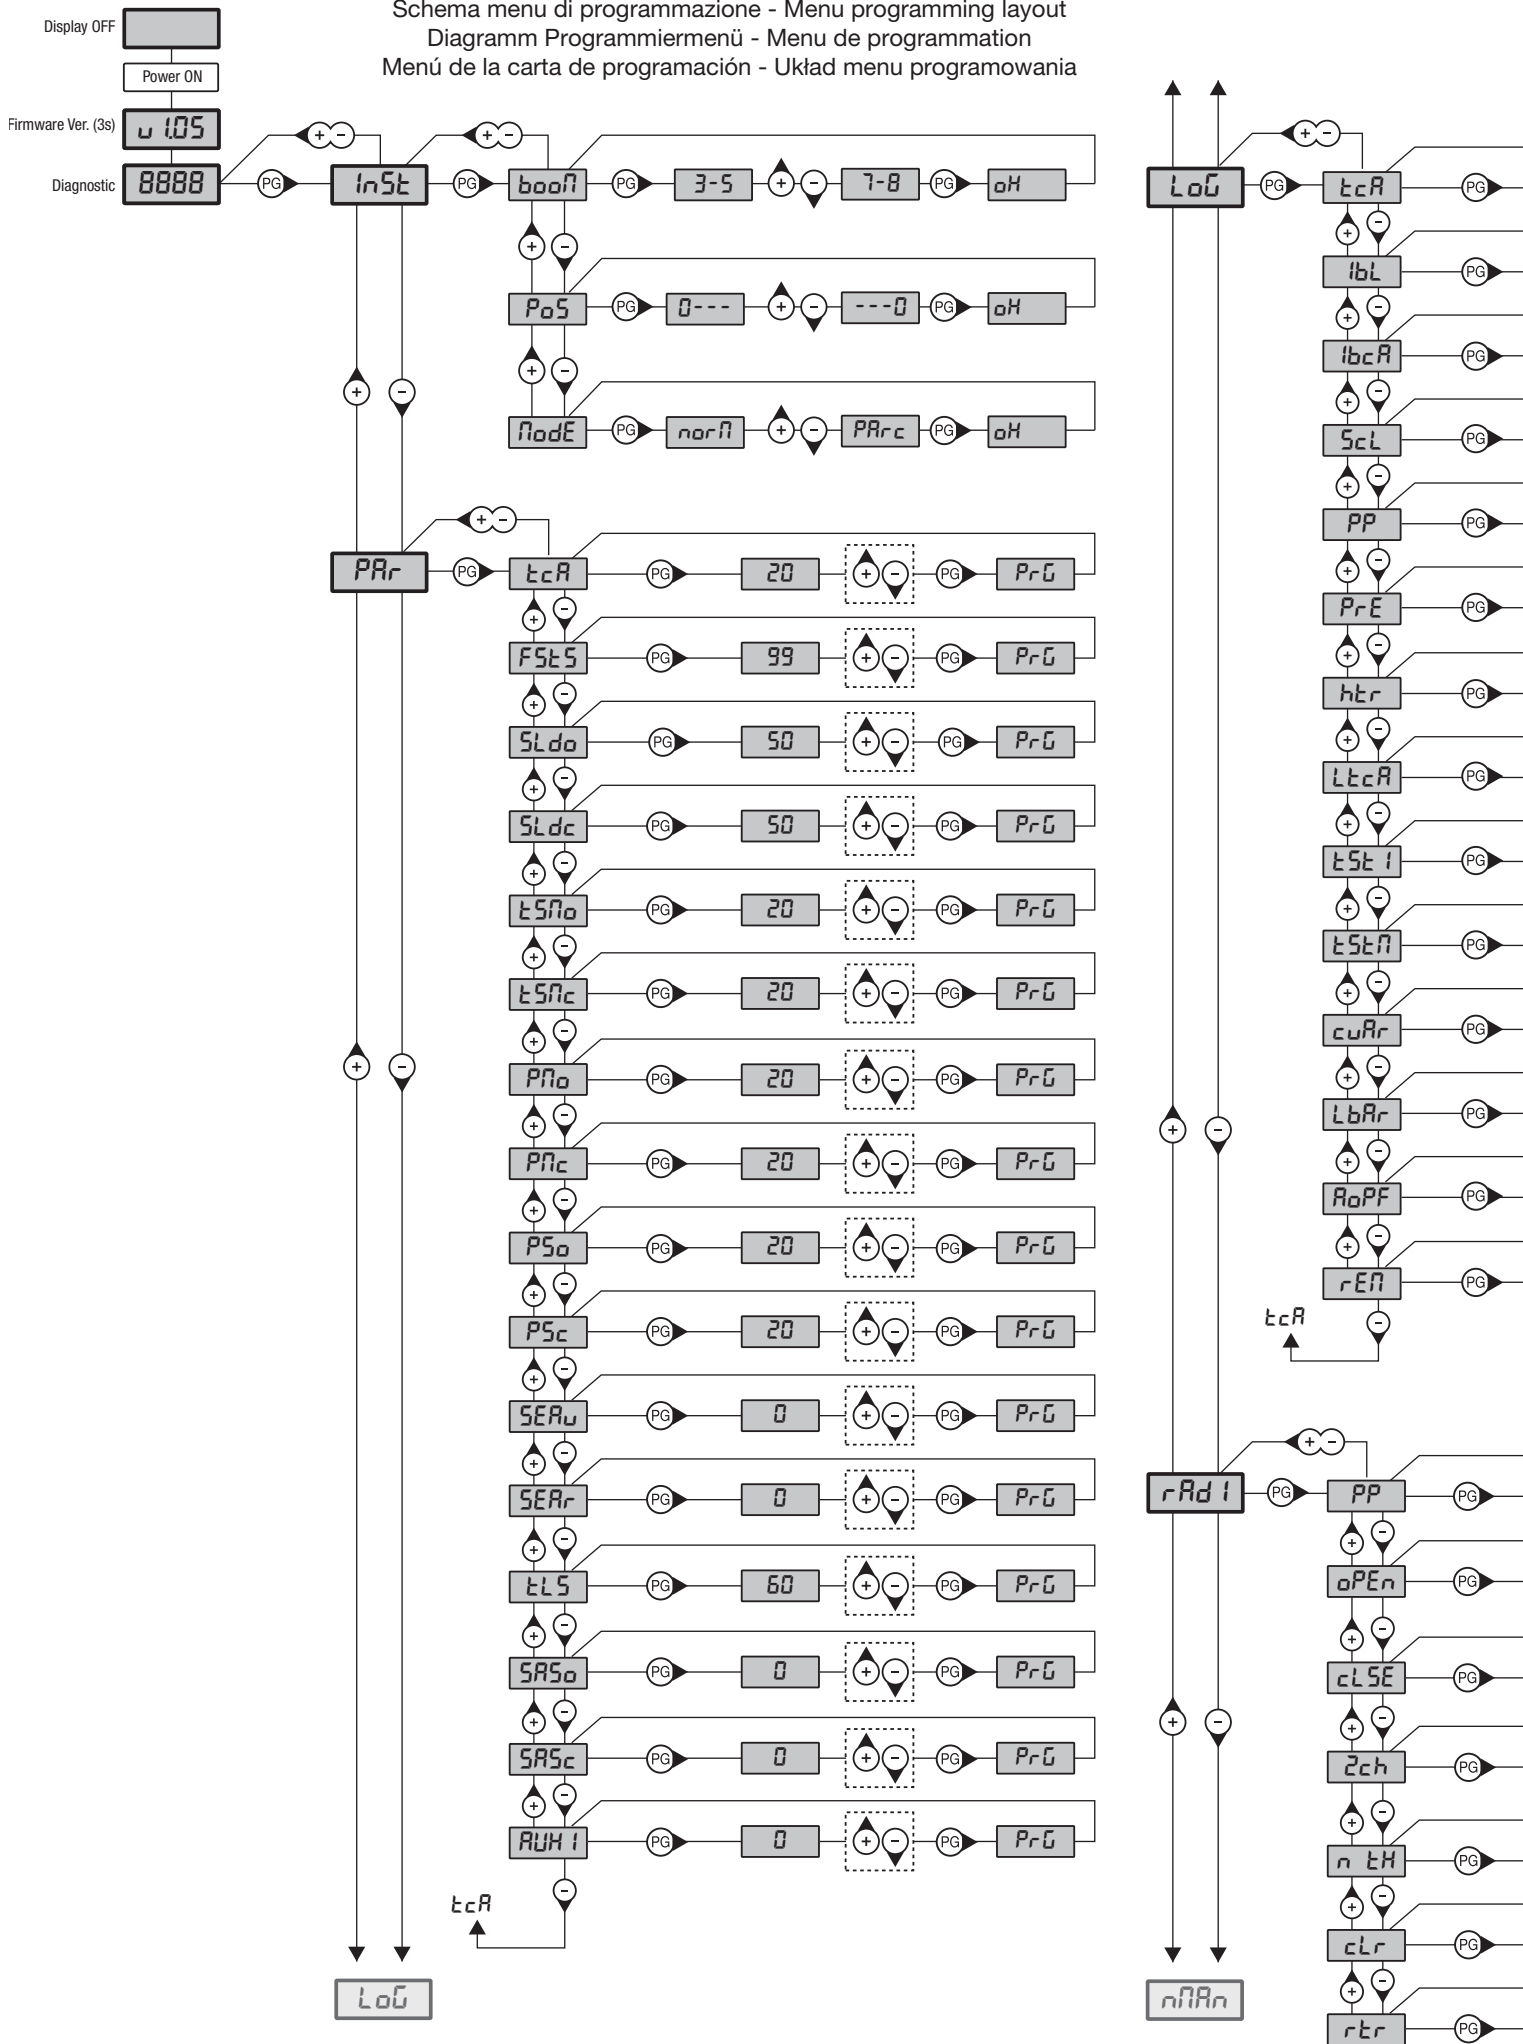 Schema menu di programmazione - Menu programming layout
Diagramm Programmiermenü - Menu de programmation
Menú de la carta de programación - Układ menu programowania
Display OFF
Power ON
Firmware Ver. (3s) v 1.05
Diagnostic 8888
+ -
PG InSt
+ -
PG booM PG 3-5 + - 7-8 PG oH
+ -
PoS PG 0--- + - ---0 PG oH
+ -
ModE PG norM + - PArc PG oH
+ -
+ -
PAr PG tcA PG 20 + - PG PrG
+ -
FStS PG 99 + - PG PrG
+ -
SLdo PG 50 + - PG PrG
+ -
SLdc PG 50 + - PG PrG
+ -
tSMo PG 20 + - PG PrG
+ -
tSMc PG 20 + - PG PrG
+ -
PMo PG 20 + - PG PrG
+ -
PMc PG 20 + - PG PrG
+ -
PSo PG 20 + - PG PrG
+ -
PSc PG 20 + - PG PrG
+ -
SEAv PG 0 + - PG PrG
+ -
SEAr PG 0 + - PG PrG
+ -
tLS PG 60 + - PG PrG
+ -
SASo PG 0 + - PG PrG
+ -
SASc PG 0 + - PG PrG
+ -
AUH 1 PG 0 + - PG PrG
-
tcA
+ -
LoG
+ -
LoG PG tcA PG
+ -
IbL PG
+ -
IbcA PG
+ -
ScL PG
+ -
PP PG
+ -
PrE PG
+ -
htr PG
+ -
LtcA PG
+ -
tSt 1 PG
+ -
tStM PG
+ -
cvAr PG
+ -
LbAr PG
+ -
AoPF PG
+ -
rEM PG
-
tcA
+ -
+ -
rAd 1 PG PP PG
+ -
oPEn PG
+ -
cLSE PG
+ -
2ch PG
+ -
n tH PG
+ -
cLr PG
+ -
rtr PG
+ -
nMAn